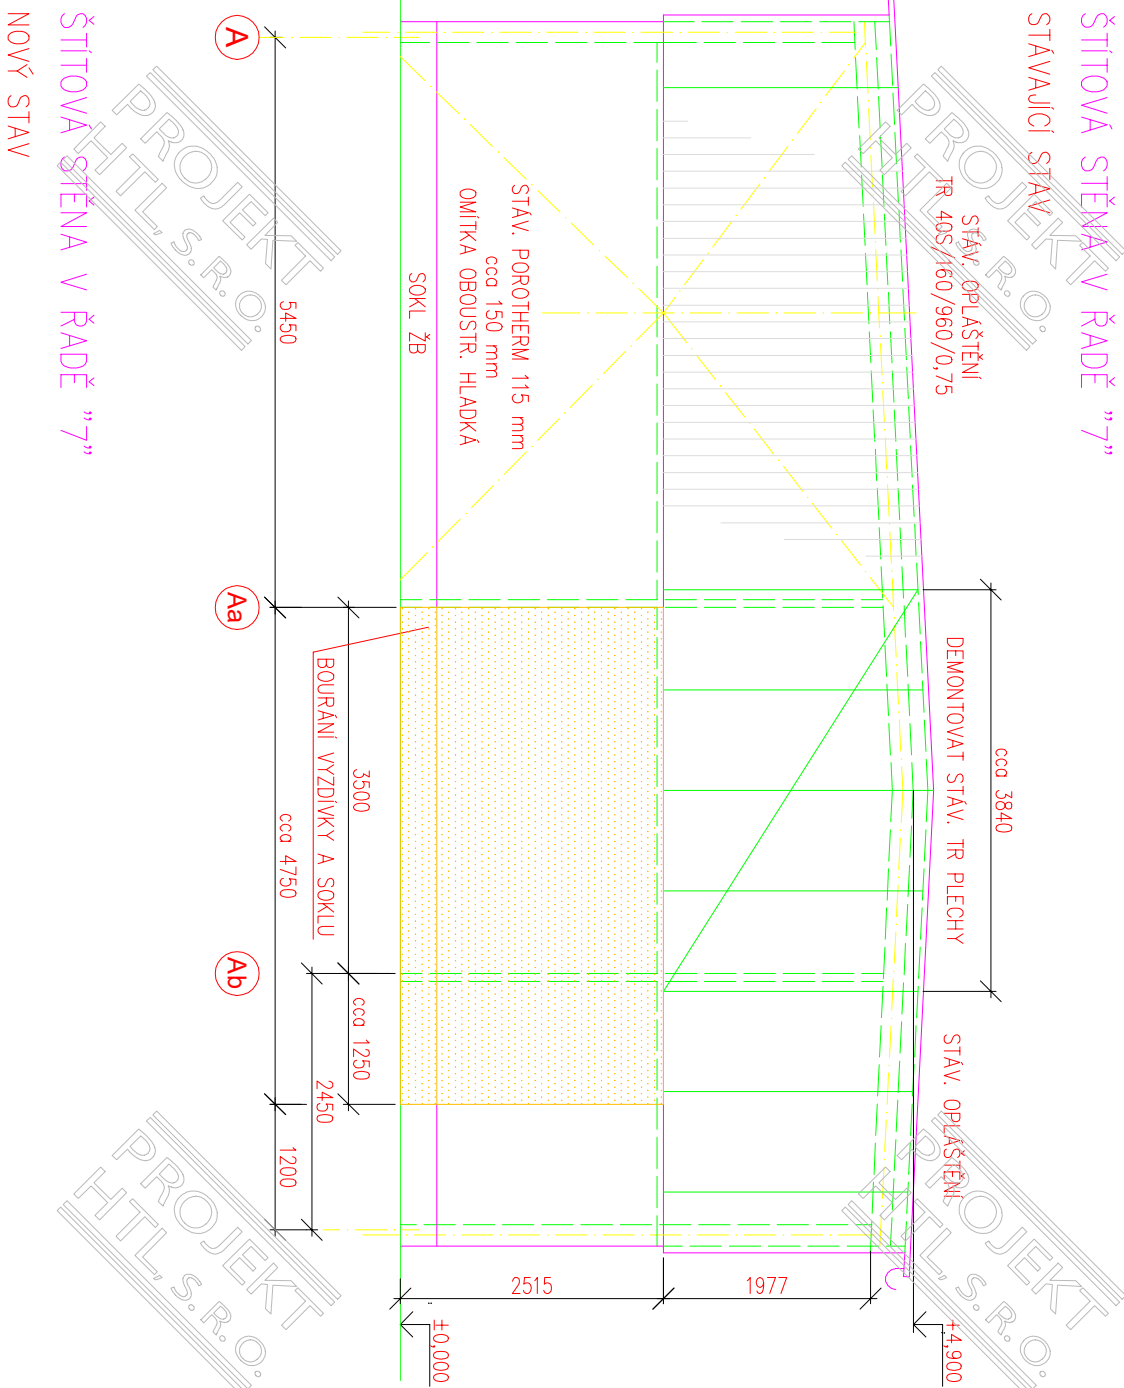 ŠTÍTOVÁ STĚNA V ŘADĚ "7"
STÁVAJÍCÍ STAV
STÁV. OPLÁŠTĚNÍ
TR 40S/160/960/0,75
cca 3840
DEMONTOVAT STÁV. TR PLECHY
STÁV. OPLÁŠTĚNÍ
+4,900
1977
2515
±0,000
STÁV. POROTHERM 115 mm
cca 150 mm
OMÍTKA OBOUSTR. HLADKÁ
SOKL ŽB
BOURÁNÍ VYZDÍVKY A SOKLU
3500
cca 1250
2450
5450
cca 4750
1200
A
Aa
Ab
ŠTÍTOVÁ STĚNA V ŘADĚ "7"
NOVÝ STAV
PROJEKT
HTL, S.R.O.
PROJEKT
HTL, S.R.O.
PROJEKT
HTL, S.R.O.
PROJEKT
HTL, S.R.O.